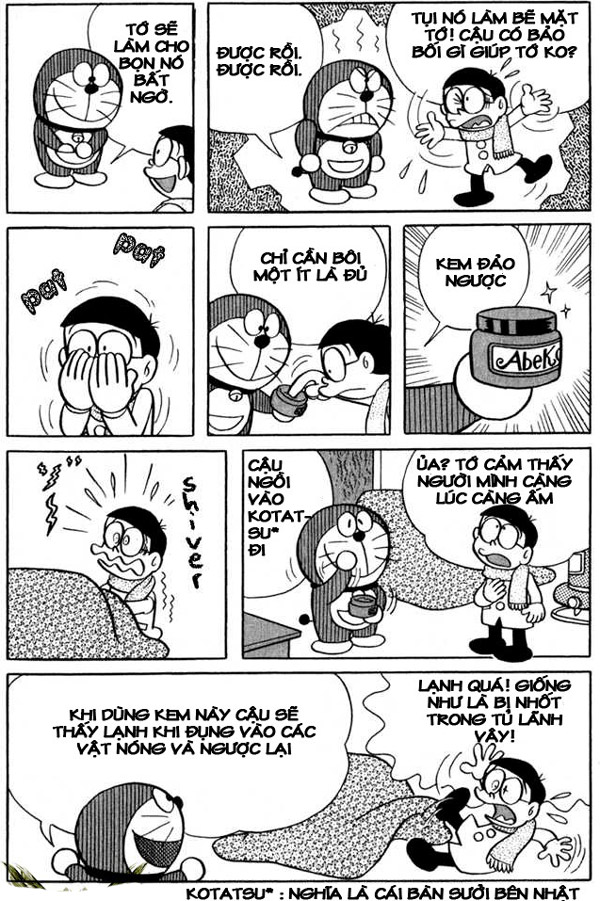 TỤI NÓ LÀM BẼ MẶT
TỚ! CẬU CÓ BẢO
BỐI GÌ GIÚP TỚ KO?
ĐƯỢC RỒI.
ĐƯỢC RỒI.
TỚ SẼ
LÀM CHO
BỌN NÓ
BẤT
NGỜ.
KEM ĐẢO
NGƯỢC
CHỈ CẦN BÔI
MỘT ÍT LÀ ĐỦ
pat
pat
ỦA? TỚ CẢM THẤY
NGƯỜI MÌNH CÀNG
LÚC CÀNG ẤM
CẬU
NGỒI
VÀO
KOTAT-
SU*
ĐI
shiver
LẠNH QUÁ! GIỐNG
NHƯ LÀ BỊ NHỐT
TRONG TỦ LÃNH
VẬY!
KHI DÙNG KEM NÀY CẬU SẼ
THẤY LẠNH KHI ĐỤNG VÀO CÁC
VẬT NÓNG VÀ NGƯỢC LẠI
KOTATSU* : NGHĨA LÀ CÁI BÀN SƯỞI BÊN NHẬT